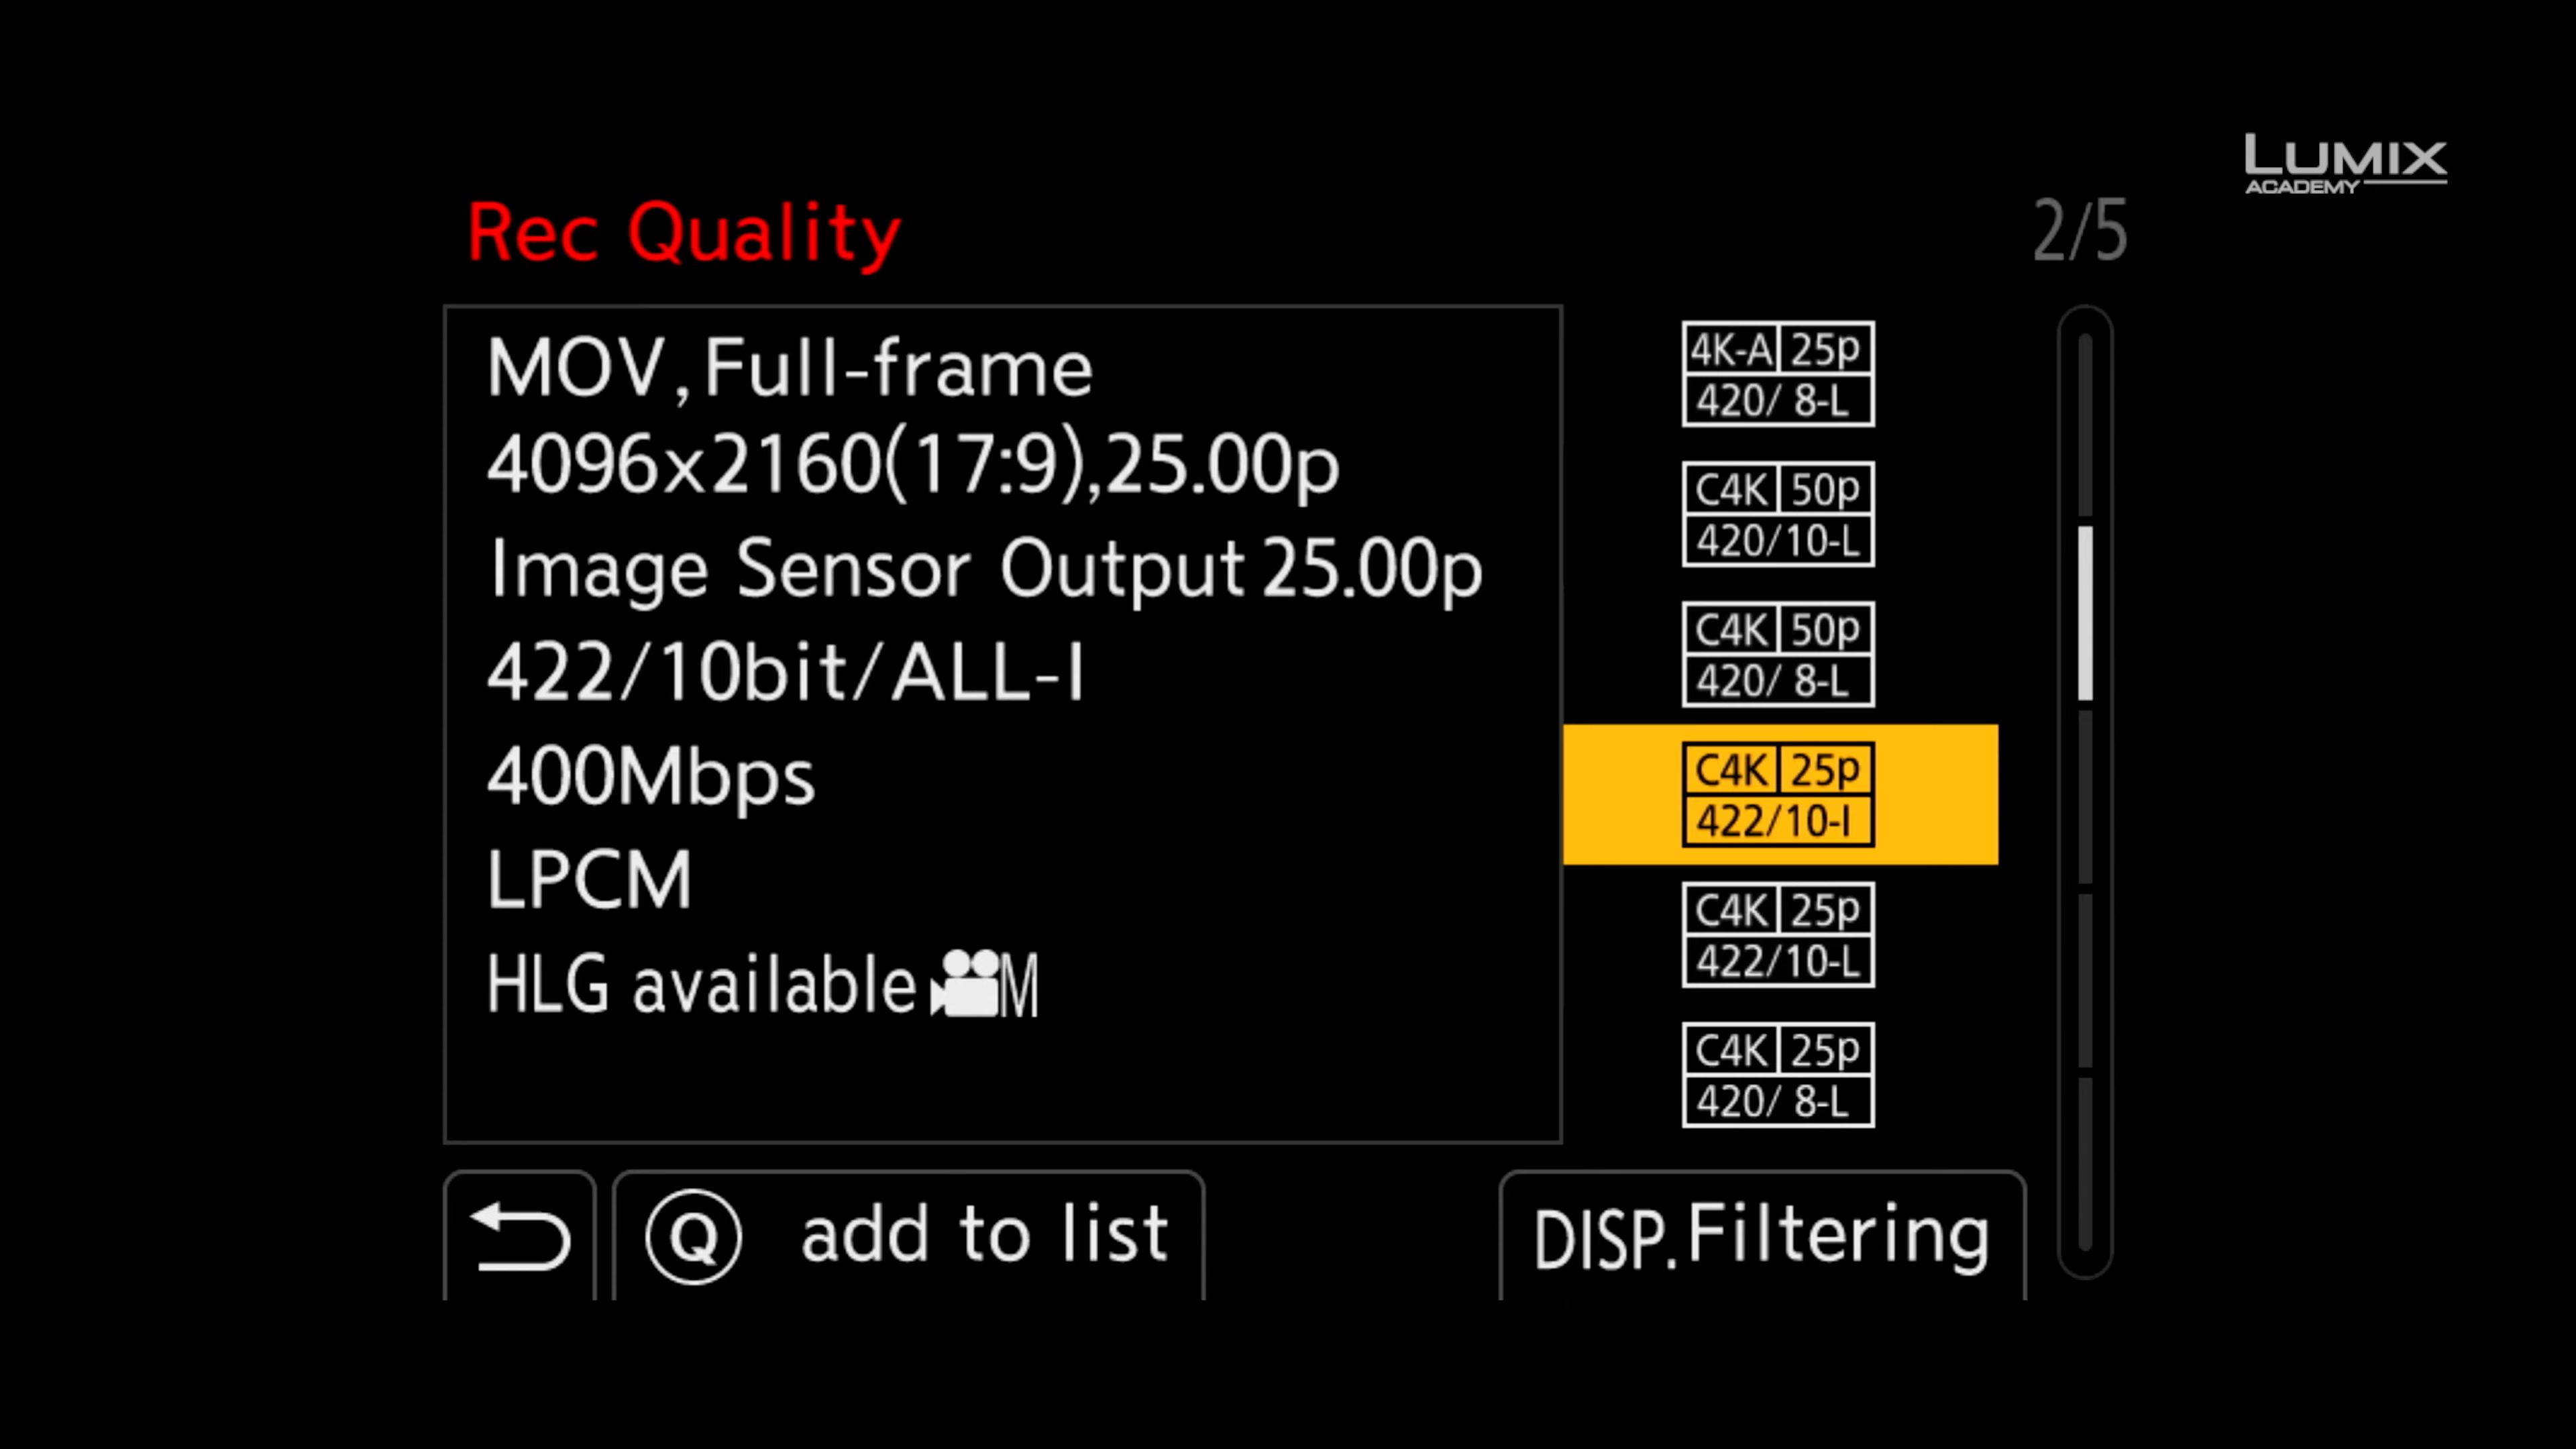 LUMIX
ACADEMY
Rec Quality
2/5
MOV,Full-frame
4096x2160(17:9),25.00p
Image Sensor Output 25.00p
422/10bit/ALL-I
400Mbps
LPCM
HLG available M
4K-A 25p
420/ 8-L
C4K 50p
420/10-L
C4K 50p
420/ 8-L
C4K 25p
422/10-I
C4K 25p
422/10-L
C4K 25p
420/ 8-L
Q add to list
DISP.Filtering